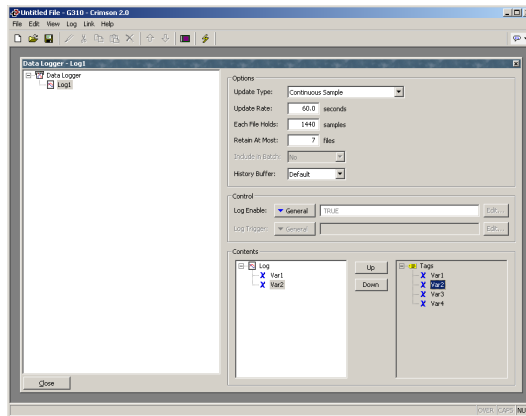 Untitled File - G310 - Crimson 2.0
File Edit View Log Link Help
Data Logger - Log1
Data Logger
Log1
Options
Update Type: Continuous Sample
Update Rate: 60.0 seconds
Each File Holds: 1440 samples
Retain At Most: 7 files
Include in Batch: No
History Buffer: Default
Control
Log Enable: General TRUE Edit...
Log Trigger: General Edit...
Contents
Log
Var1
Var2
Up
Down
Tags
Var1
Var2
Var3
Var4
Close
OVER CAPS NU